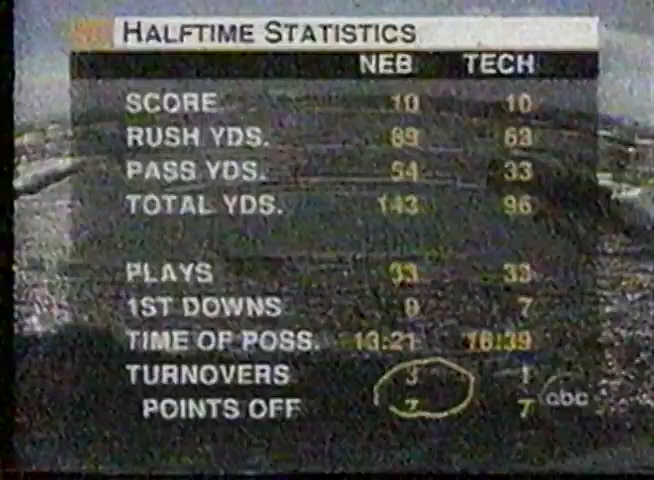 HALFTIME STATISTICS
NEB TECH
SCORE 10 10
RUSH YDS. 89 63
PASS YDS. 54 33
TOTAL YDS. 143 96
PLAYS 33 33
1ST DOWNS 7
TIME OF POSS. 13:21 16:39
TURNOVERS 3 1
POINTS OFF 7 7
abc